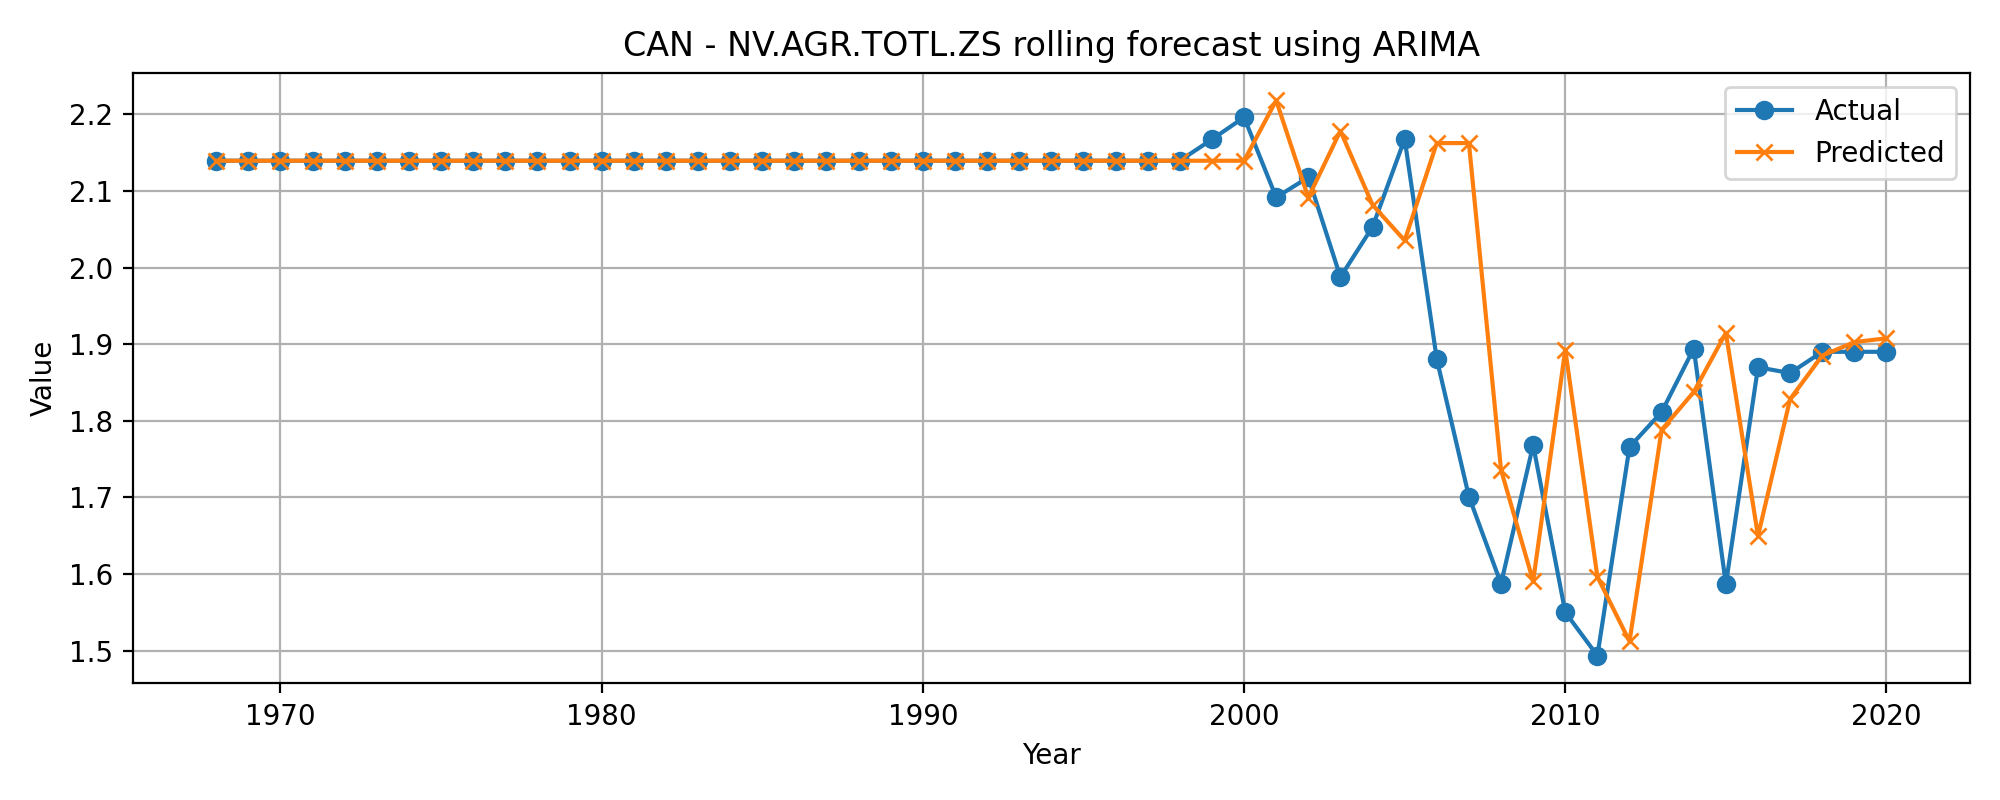 CAN - NV.AGR.TOTL.ZS rolling forecast using ARIMA
Actual
Predicted
Value
2.2
2.1
2.0
1.9
1.8
1.7
1.6
1.5
1970 1980 1990 2000 2010 2020
Year